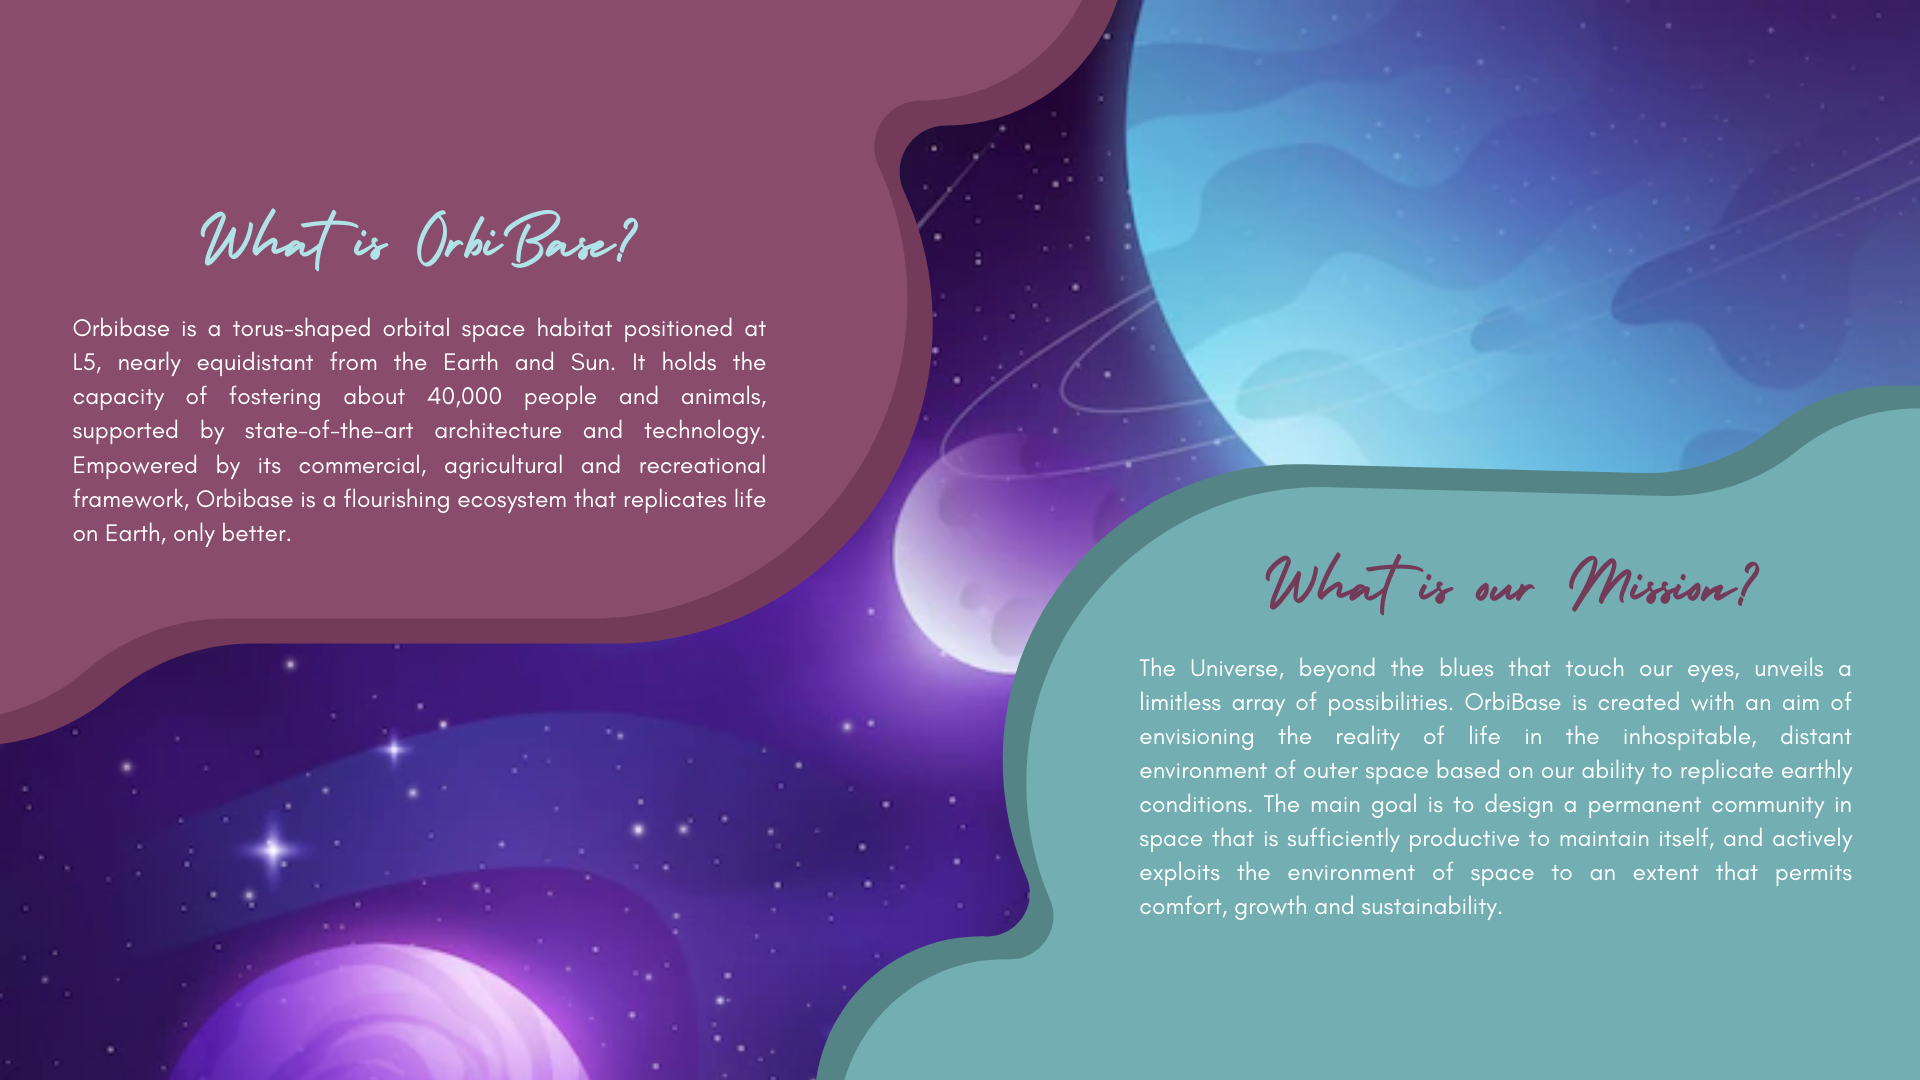 What is OrbiBase?
Orbibase is a torus-shaped orbital space habitat positioned at
L5, nearly equidistant from the Earth and Sun. It holds the
capacity of fostering about 40,000 people and animals,
supported by state-of-the-art architecture and technology.
Empowered by its commercial, agricultural and recreational
framework, Orbibase is a flourishing ecosystem that replicates life
on Earth, only better.
What is our Mission?
The Universe, beyond the blues that touch our eyes, unveils a
limitless array of possibilities. OrbiBase is created with an aim of
envisioning the reality of life in the inhospitable, distant
environment of outer space based on our ability to replicate earthly
conditions. The main goal is to design a permanent community in
space that is sufficiently productive to maintain itself, and actively
exploits the environment of space to an extent that permits
comfort, growth and sustainability.